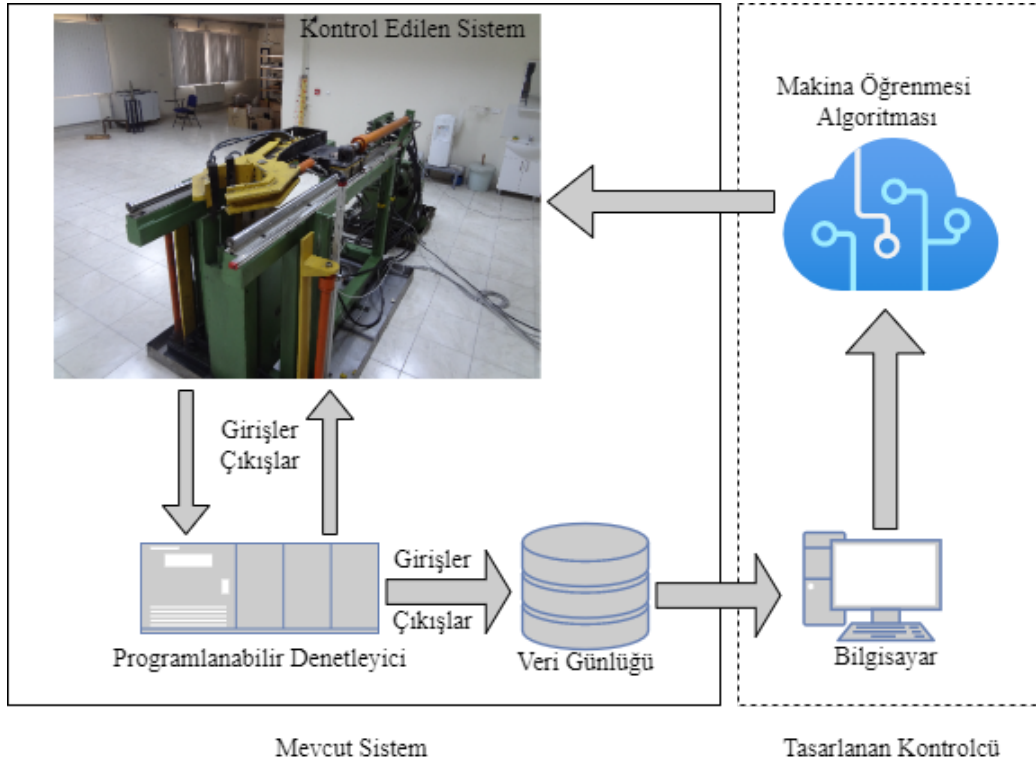 Kontrol Edilen Sistem
Makina Öğrenmesi
Algoritması
Girişler
Çıkışlar
Girişler
Çıkışlar
Programlanabilir Denetleyici
Veri Günlüğü
Bilgisayar
Mevcut Sistem
Tasarlanan Kontrolcü